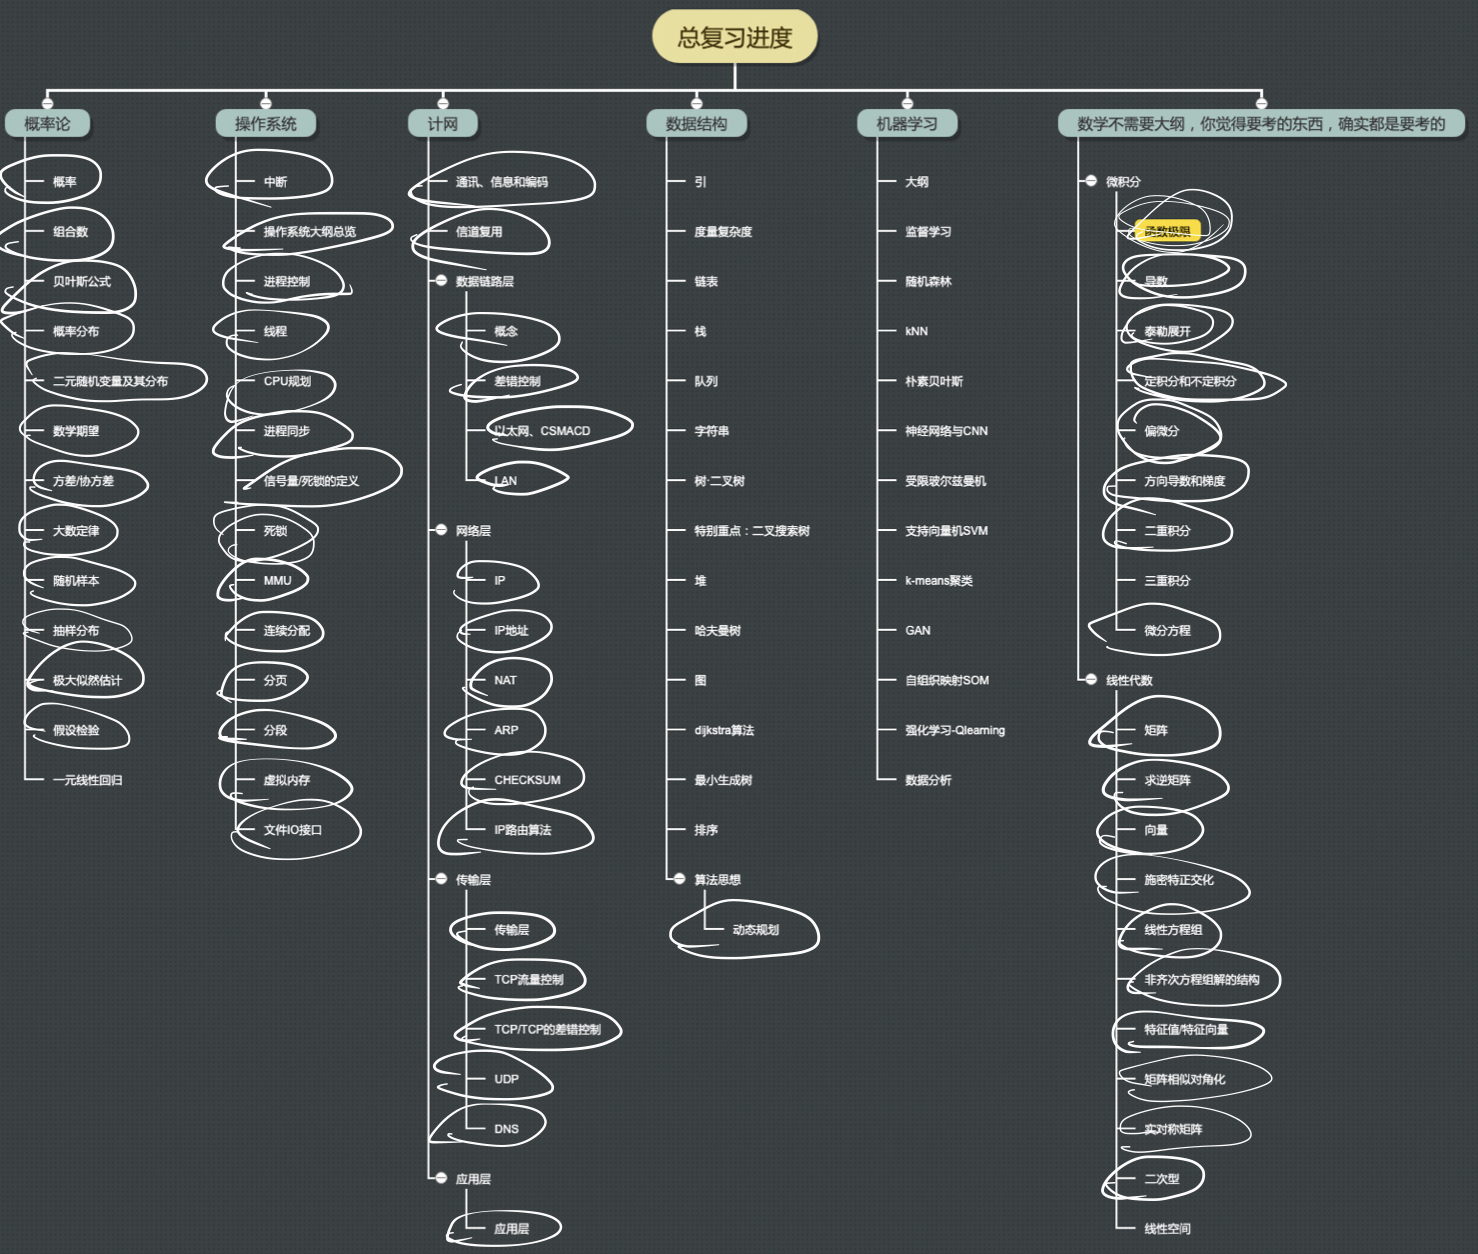 总复习进度
概率论
概率
组合数
贝叶斯公式
概率分布
二元随机变量及其分布
数学期望
方差/协方差
大数定律
随机样本
抽样分布
极大似然估计
假设检验
一元线性回归
操作系统
中断
操作系统大纲总览
进程控制
线程
CPU规划
进程同步
信号量/死锁的定义
死锁
MMU
连续分配
分页
分段
虚拟内存
文件IO接口
计网
通讯、信息和编码
信道复用
数据链路层
概念
差错控制
以太网、CSMACD
LAN
网络层
IP
IP地址
NAT
ARP
CHECKSUM
IP路由算法
传输层
传输层
TCP流量控制
TCP/TCP的差错控制
UDP
DNS
应用层
应用层
数据结构
引
度量复杂度
链表
栈
队列
字符串
树-二叉树
特别重点：二叉搜索树
堆
哈夫曼树
图
dijkstra算法
最小生成树
排序
算法思想
动态规划
机器学习
大纲
监督学习
随机森林
kNN
朴素贝叶斯
神经网络与CNN
受限玻尔兹曼机
支持向量机SVM
k-means聚类
GAN
自组织映射SOM
强化学习-Qlearning
数据分析
数学不需要大纲，你觉得要考的东西，确实都是要考的
微积分
函数极限
导数
泰勒展开
定积分和不定积分
偏微分
方向导数和梯度
二重积分
三重积分
微分方程
线性代数
矩阵
求逆矩阵
向量
施密特正交化
线性方程组
非齐次方程组解的结构
特征值/特征向量
矩阵相似对角化
实对称矩阵
二次型
线性空间